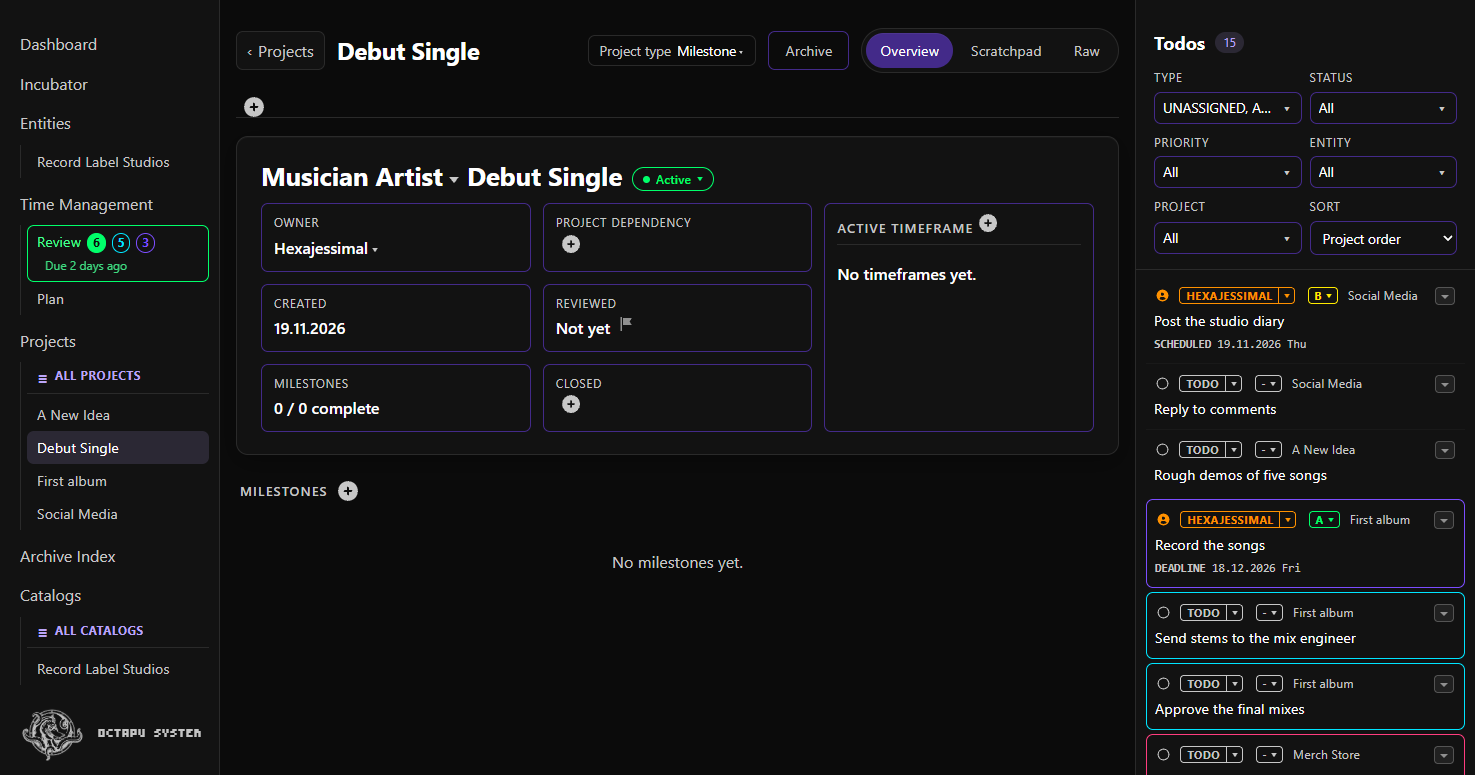 Dashboard
Incubator
Entities
Record Label Studios
Time Management
Review 6 5 3
Due 2 days ago
Plan
Projects
ALL PROJECTS
A New Idea
Debut Single
First album
Social Media
Archive Index
Catalogs
ALL CATALOGS
Record Label Studios
OCTAPU SYSTEM
‹ Projects
Debut Single
Project type Milestone
Archive
Overview
Scratchpad
Raw
Musician Artist Debut Single Active
OWNER
Hexajessimal
PROJECT DEPENDENCY
ACTIVE TIMEFRAME
No timeframes yet.
CREATED
19.11.2026
REVIEWED
Not yet
MILESTONES
0 / 0 complete
CLOSED
MILESTONES
No milestones yet.
Todos 15
TYPE STATUS
UNASSIGNED, A... All
PRIORITY ENTITY
All All
PROJECT SORT
All Project order
HEXAJESSIMAL B Social Media
Post the studio diary
SCHEDULED 19.11.2026 Thu
TODO - Social Media
Reply to comments
TODO - A New Idea
Rough demos of five songs
HEXAJESSIMAL A First album
Record the songs
DEADLINE 18.12.2026 Fri
TODO - First album
Send stems to the mix engineer
TODO - First album
Approve the final mixes
TODO - Merch Store